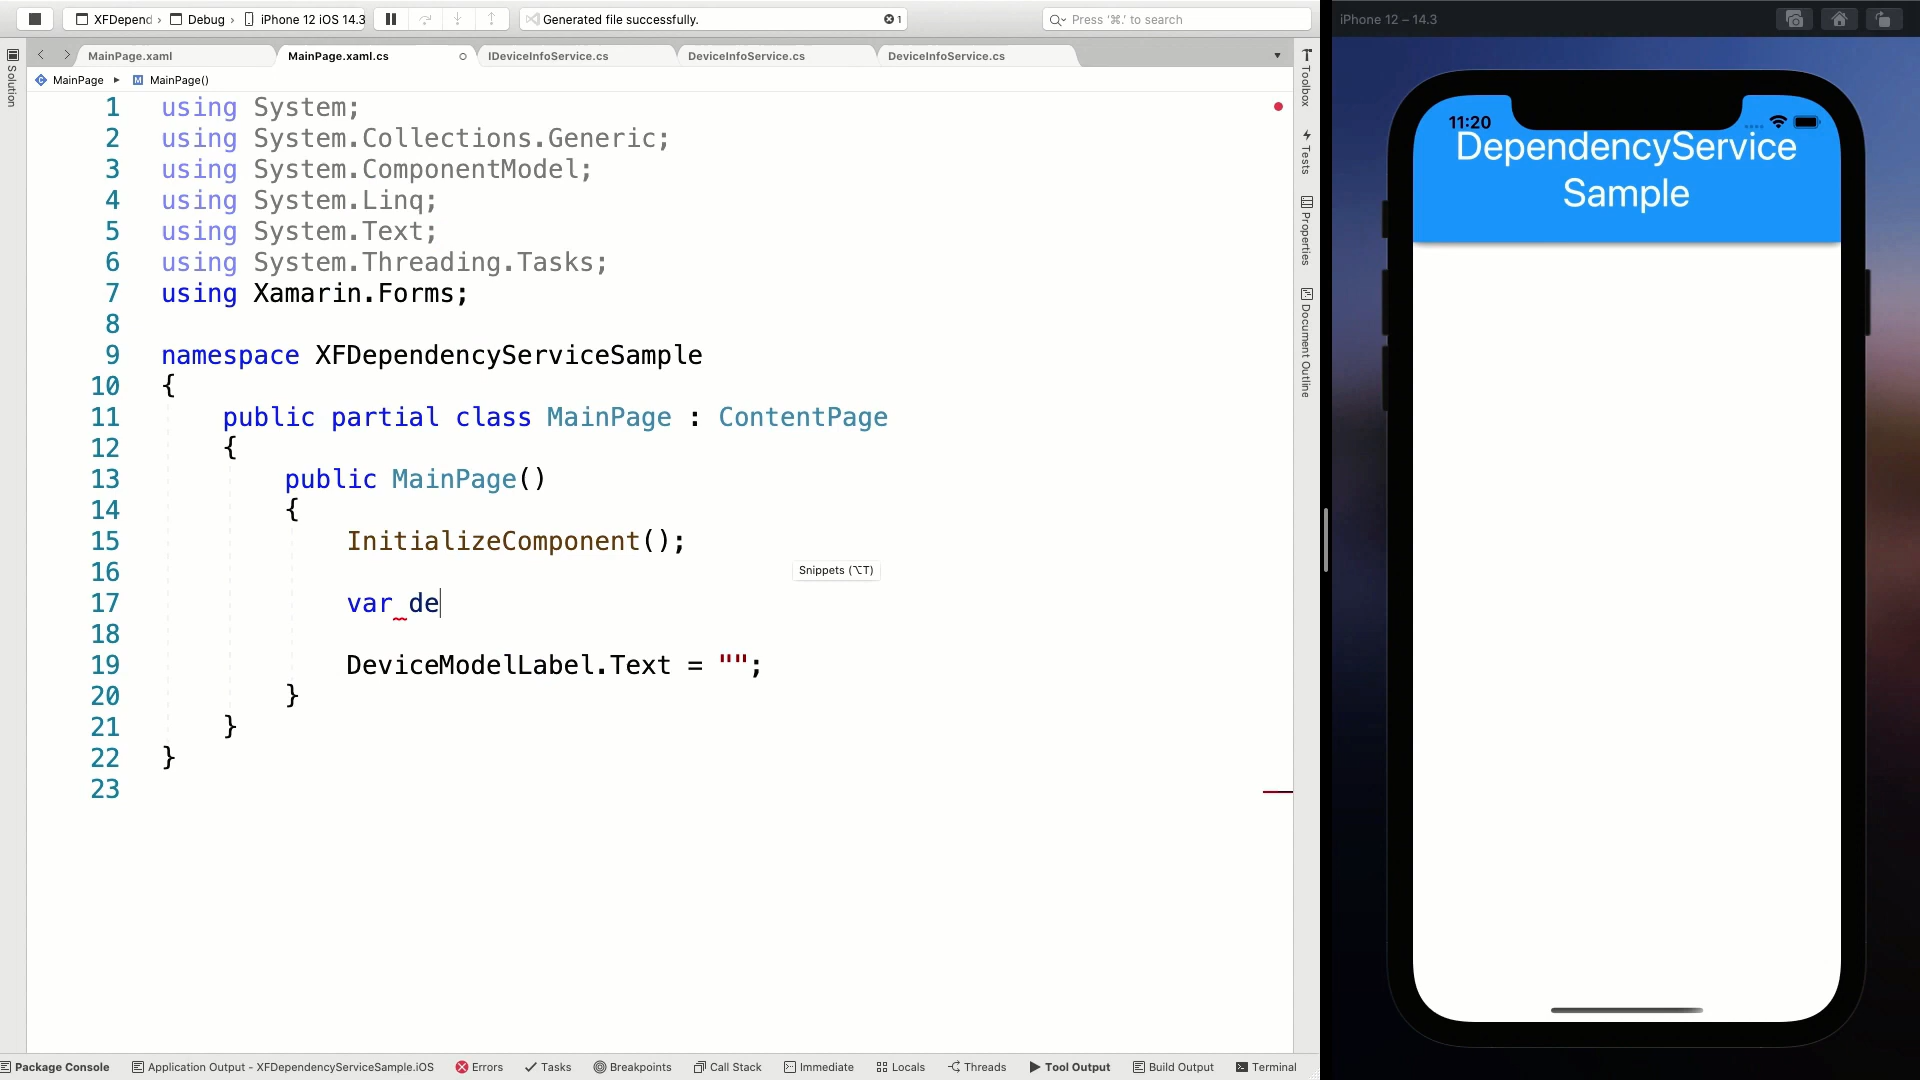 XFDepend › Debug › iPhone 12 iOS 14.3
Generated file successfully.
1
Press '⌘.' to search
iPhone 12 – 14.3
Solution
MainPage.xaml
MainPage.xaml.cs
IDeviceInfoService.cs
DeviceInfoService.cs
DeviceInfoService.cs
MainPage
M MainPage()
1 using System;
2 using System.Collections.Generic;
3 using System.ComponentModel;
4 using System.Linq;
5 using System.Text;
6 using System.Threading.Tasks;
7 using Xamarin.Forms;
8
9 namespace XFDependencyServiceSample
10 {
11 public partial class MainPage : ContentPage
12 {
13 public MainPage()
14 {
15 InitializeComponent();
16
Snippets (⌥T)
17 var de
18
19 DeviceModelLabel.Text = "";
20 }
21 }
22 }
23
Toolbox
Tests
Properties
Document Outline
11:20
DependencyService
Sample
Package Console
Application Output - XFDependencyServiceSample.iOS
Errors
Tasks
Breakpoints
Call Stack
Immediate
Locals
Threads
Tool Output
Build Output
Terminal